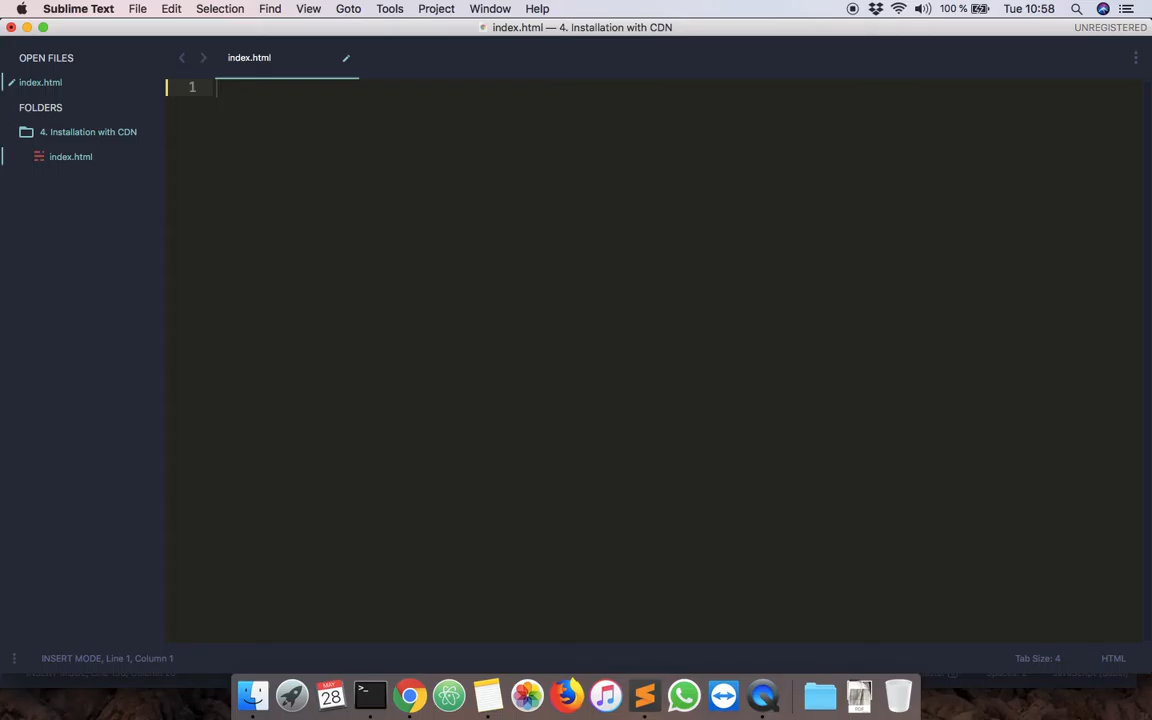 Sublime Text File Edit Selection Find View Goto Tools Project Window Help 100 % Tue 10:58
index.html — 4. Installation with CDN UNREGISTERED
OPEN FILES
index.html
index.html
FOLDERS
4. Installation with CDN
index.html
1
INSERT MODE, Line 1, Column 1 Tab Size: 4 HTML
MAY
28
PDF